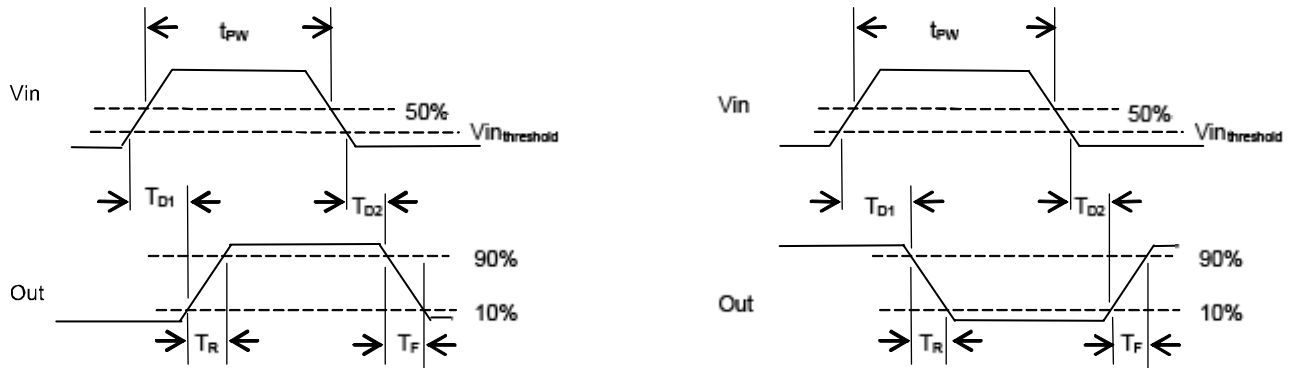 tPW
Vin
50%
Vinthreshold
TD1
TD2
90%
Out
10%
TR
TF
tPW
Vin
50%
Vinthreshold
TD1
TD2
90%
Out
10%
TR
TF